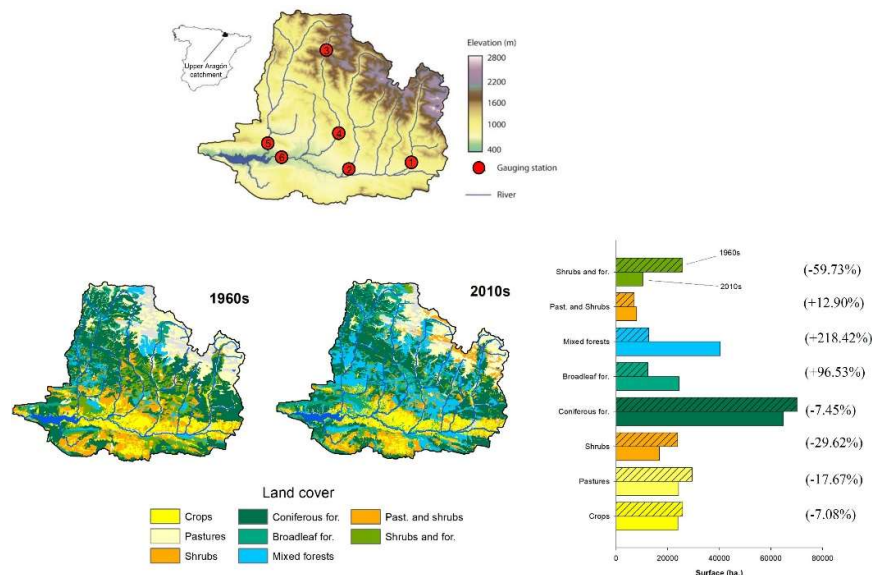 Upper Aragón
catchment
Elevation (m)
2800
2200
1600
1000
400
Gauging station
River
3
4
5
6
2
1
1960s
2010s
Land cover
Crops
Pastures
Shrubs
Coniferous for.
Broadleaf for.
Mixed forests
Past. and shrubs
Shrubs and for.
1960s
2010s
Shrubs and for.
(-59.73%)
Past. and Shrubs
(+12.90%)
Mixed forests
(+218.42%)
Broadleaf for.
(+96.53%)
Coniferous for.
(-7.45%)
Shrubs
(-29.62%)
Pastures
(-17.67%)
Crops
(-7.08%)
0 20000 40000 60000 80000
Surface (ha.)